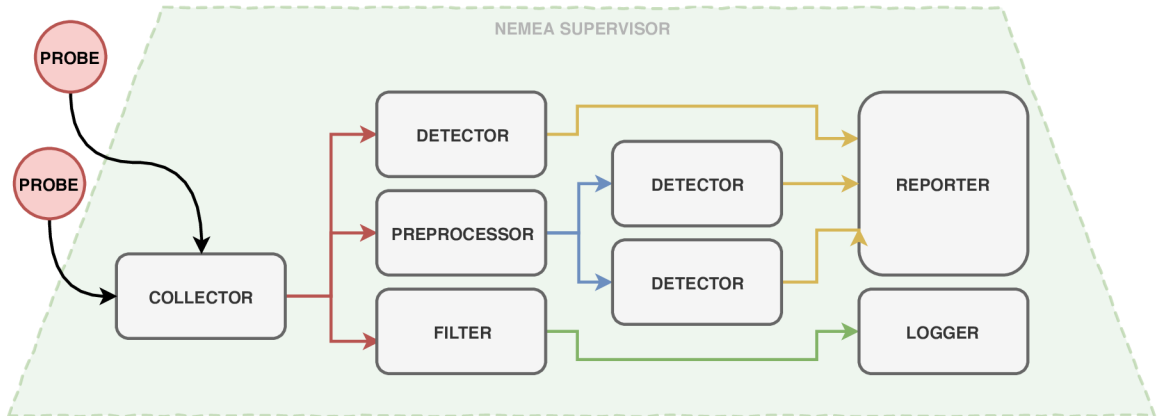 NEMEA SUPERVISOR
PROBE
PROBE
COLLECTOR
DETECTOR
PREPROCESSOR
FILTER
DETECTOR
DETECTOR
REPORTER
LOGGER